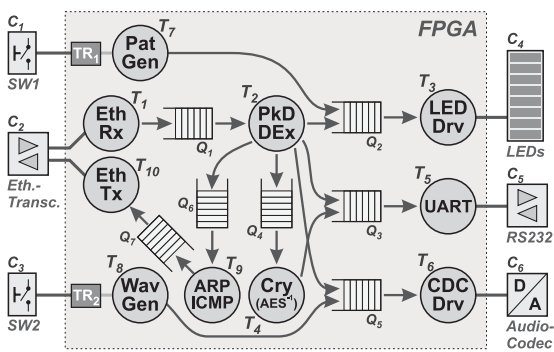 C1
SW1
TR1
T7
Pat
Gen
FPGA
C4
LEDs
C2
Eth.-
Transc.
T1
Eth
Rx
Q1
T2
PkD
DEx
Q2
T3
LED
Drv
T10
Eth
Tx
Q7
Q6
Q4
Q3
T5
UART
C5
RS232
C3
SW2
TR2
T8
Wav
Gen
T9
ARP
ICMP
T4
Cry
(AES-1)
Q5
T6
CDC
Drv
C6
D
A
Audio-
Codec